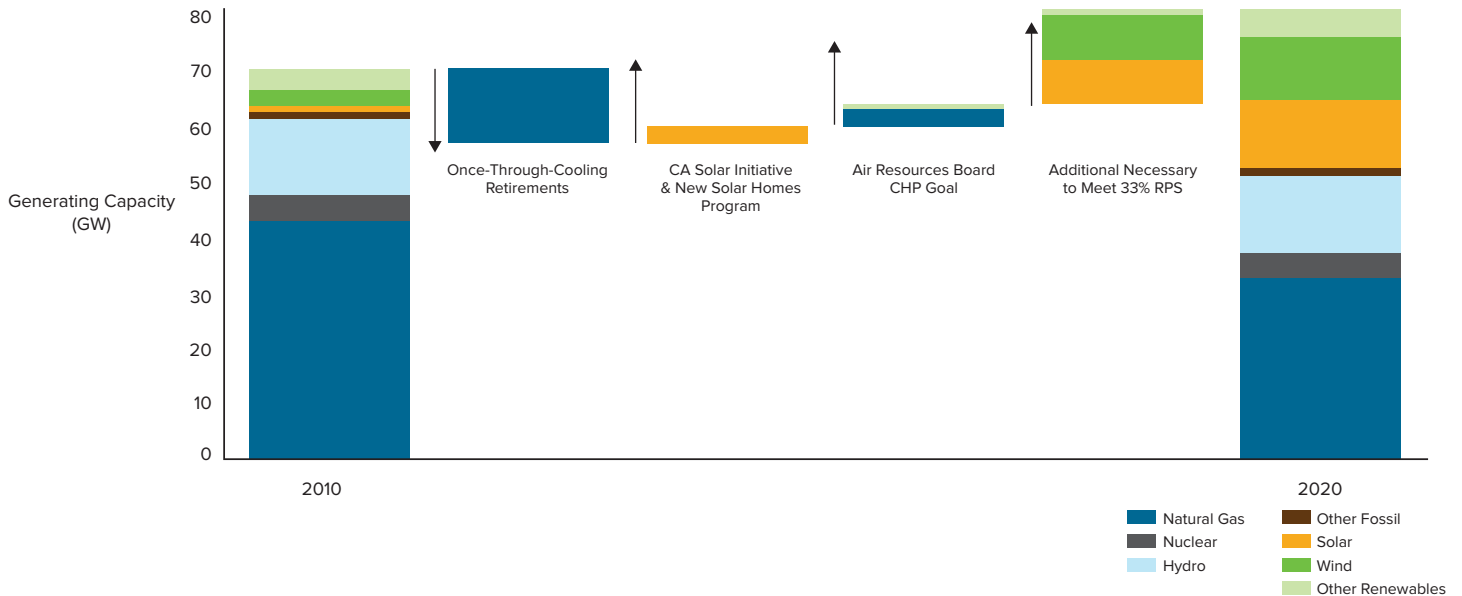 80
70
60
50
40
30
20
10
0
Generating Capacity
(GW)
Once-Through-Cooling
Retirements
CA Solar Initiative
& New Solar Homes
Program
Air Resources Board
CHP Goal
Additional Necessary
to Meet 33% RPS
2010
2020
Natural Gas
Nuclear
Hydro
Other Fossil
Solar
Wind
Other Renewables